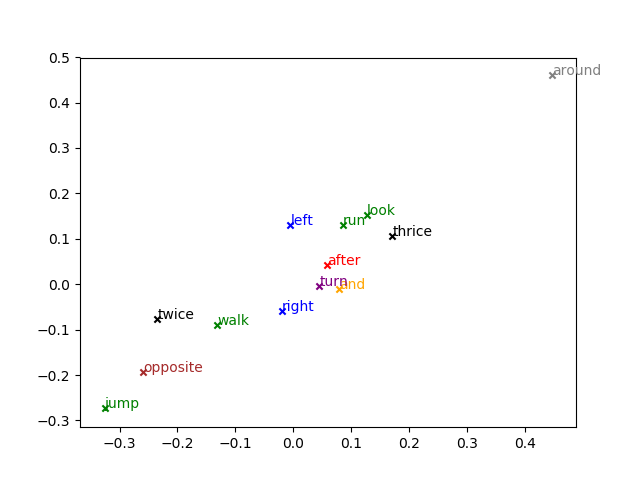 0.5
around
0.4
0.3
0.2
look
left
run
thrice
0.1
after
turn
and
0.0
right
twice
walk
−0.1
opposite
−0.2
jump
−0.3
−0.3
−0.2
−0.1
0.0
0.1
0.2
0.3
0.4